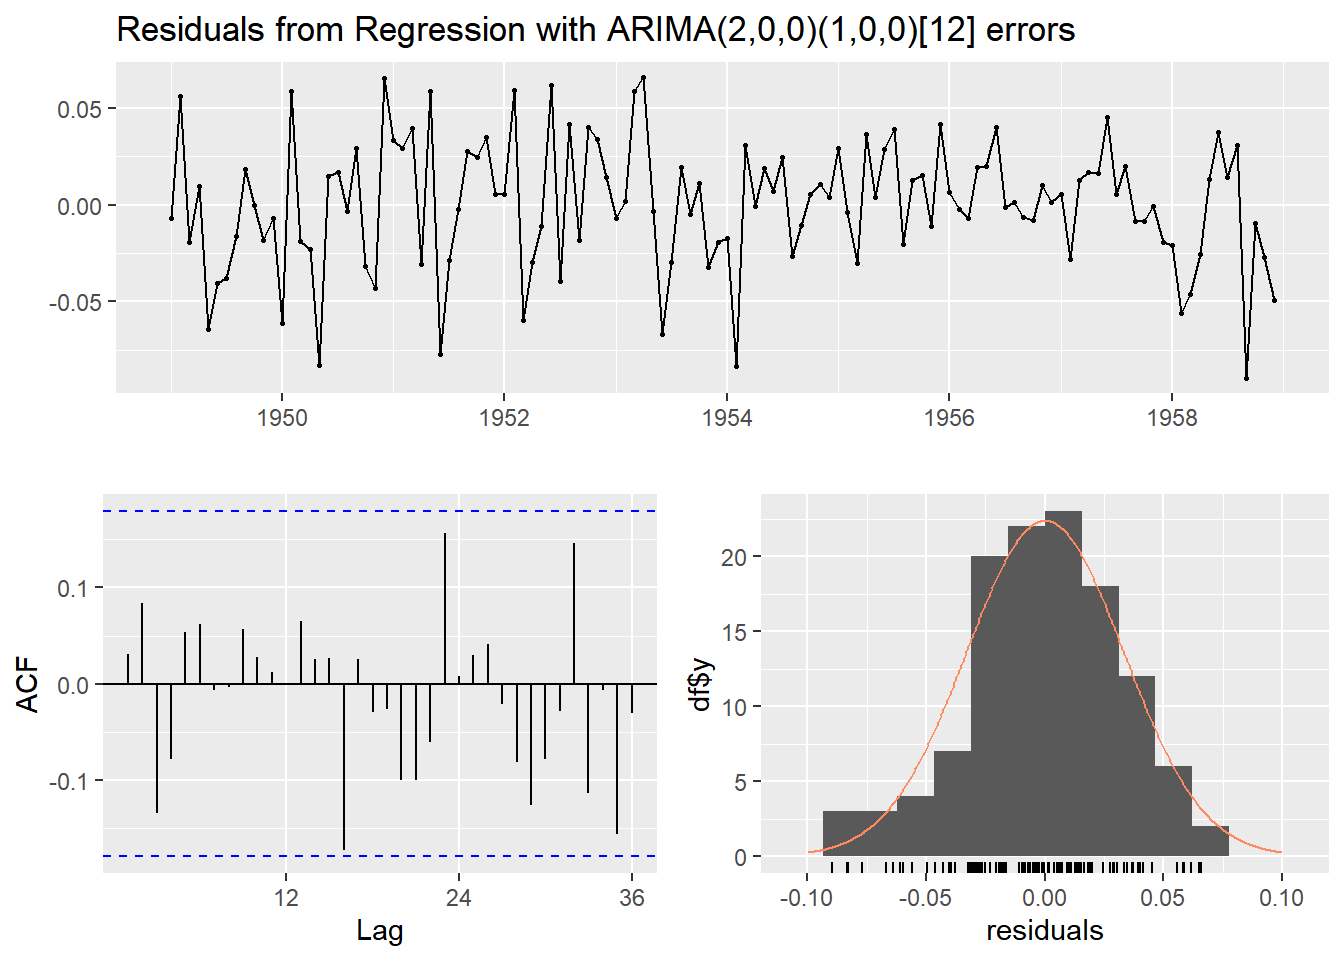 Residuals from Regression with ARIMA(2,0,0)(1,0,0)[12] errors
0.05
0.00
-0.05
1950 1952 1954 1956 1958
ACF
0.1
0.0
-0.1
12 24 36
Lag
df$y
20
15
10
5
0
-0.10 -0.05 0.00 0.05 0.10
residuals